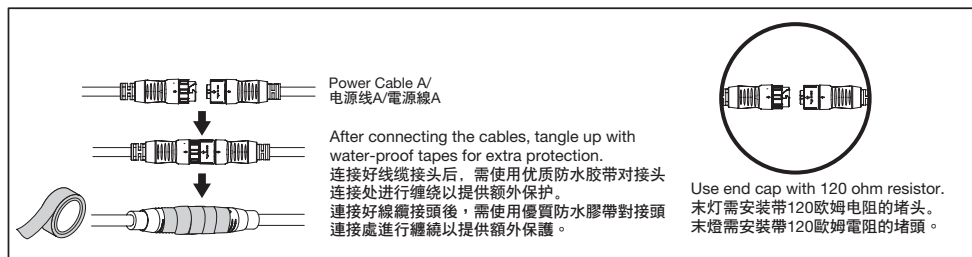 Power Cable A/
电源线A/電源線A
After connecting the cables, tangle up with
water-proof tapes for extra protection.
连接好线缆接头后，需使用优质防水胶带对接头
连接处进行缠绕以提供额外保护。
連接好線纜接頭後，需使用優質防水膠帶對接頭
連接處進行纏繞以提供額外保護。
Use end cap with 120 ohm resistor.
末灯需安装带120欧姆电阻的堵头。
末燈需安裝帶120歐姆電阻的堵頭。